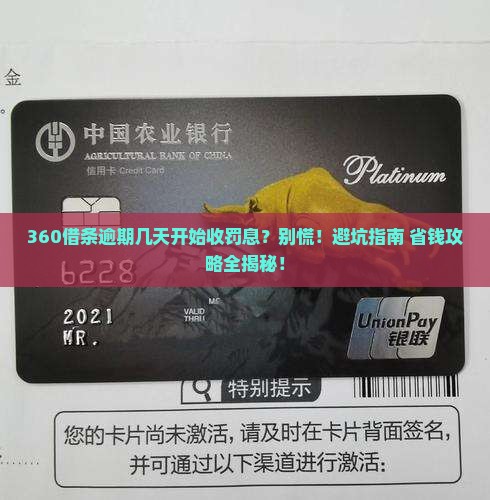 金
中国农业银行
AGRICULTURAL BANK OF CHINA
信用卡 Credit Card
Platinum
360借条逾期几天开始收罚息？别慌！避坑指南 省钱攻
略全揭秘！
6228
2021
VALID
THRU
MR.
UnionPay
银联
特别提示
您的卡片尚未激活，请及时在卡片背面签名，
并可通过以下渠道进行激活：